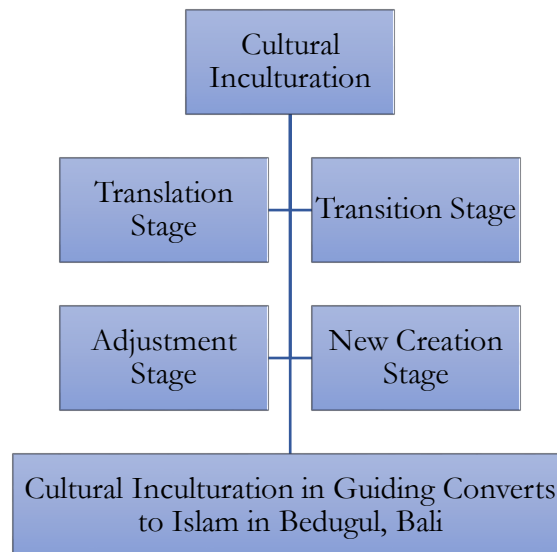 Cultural
Inculturation
Translation
Stage
Transition Stage
Adjustment
Stage
New Creation
Stage
Cultural Inculturation in Guiding Converts
to Islam in Bedugul, Bali